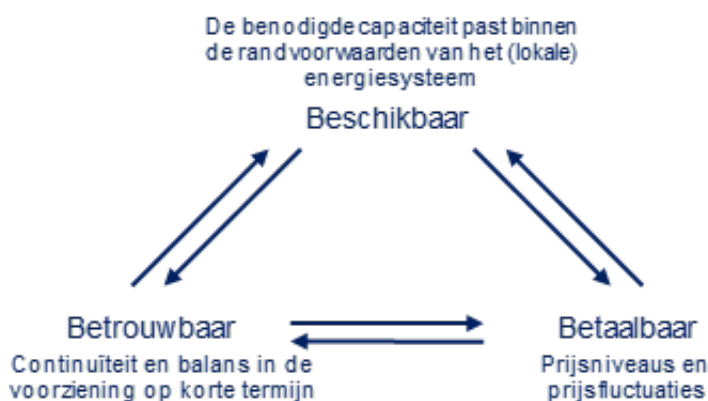 De benodigde capaciteit past binnen
de randvoorwaarden van het (lokale)
energiesysteem
Beschikbaar
Betrouwbaar
Continuïteit en balans in de
voorziening op korte termijn
Betaalbaar
Prijsniveaus en
prijsfluctuaties